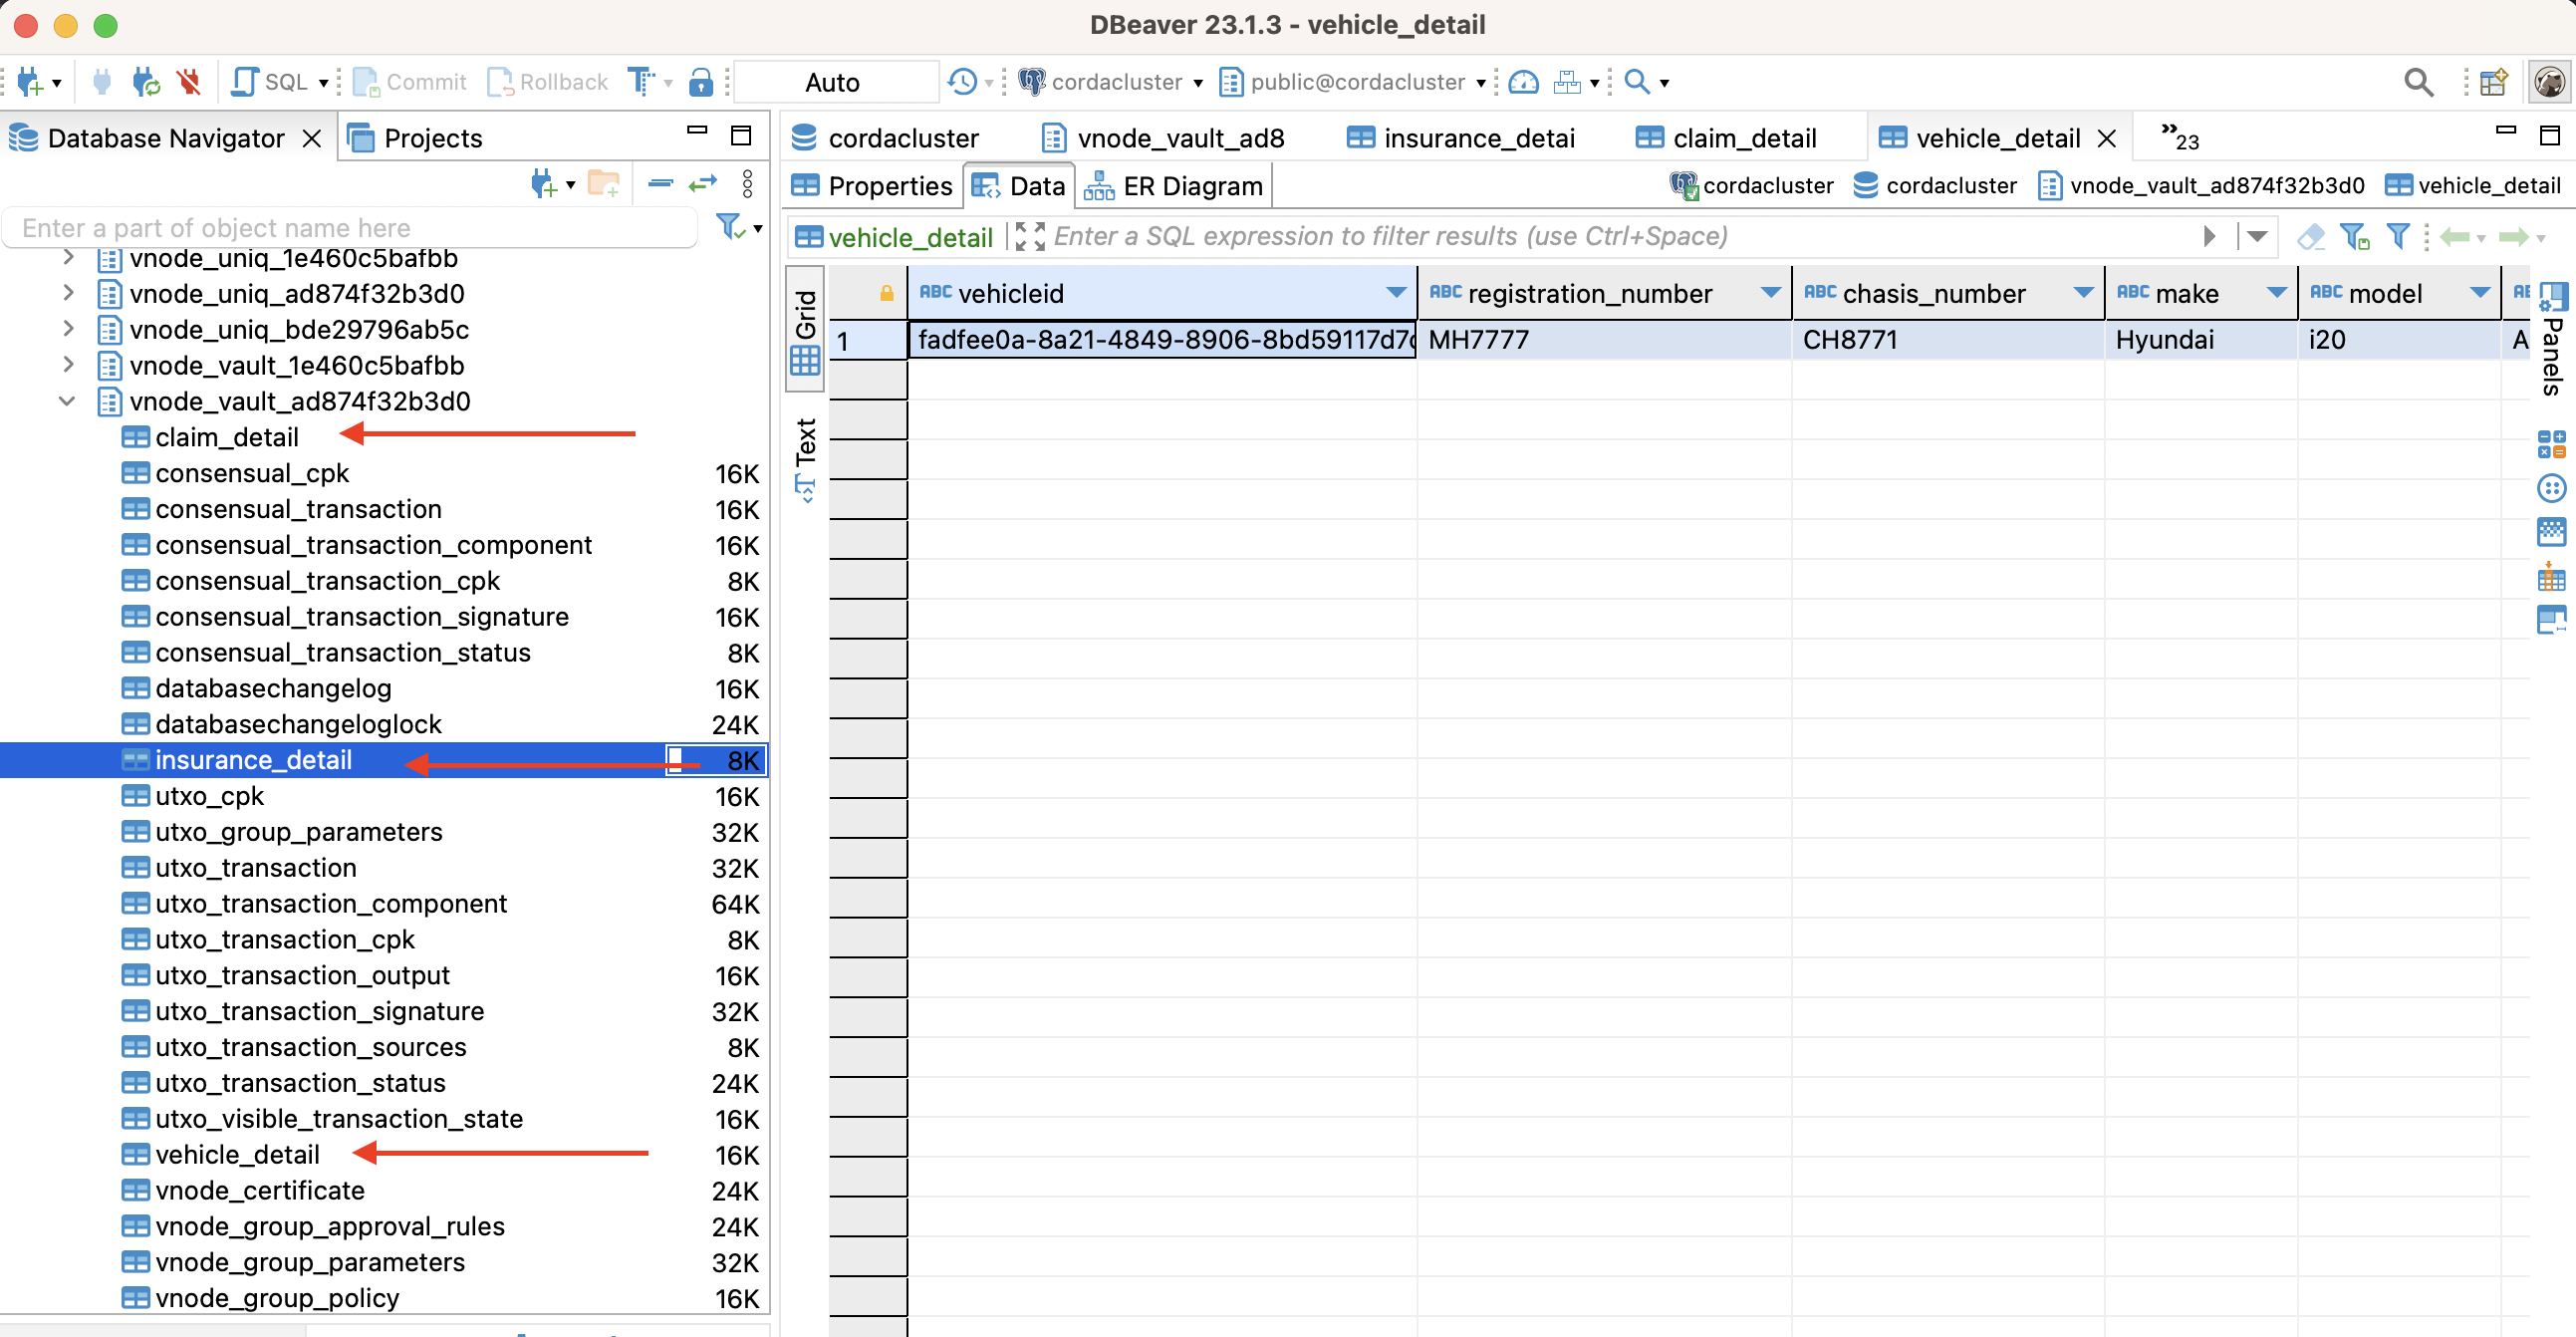 DBeaver 23.1.3 - vehicle_detail
SQL Commit Rollback Auto cordacluster public@cordacluster
Database Navigator Projects
Enter a part of object name here
vnode_uniq_1e460c5bafbb
vnode_uniq_ad874f32b3d0
vnode_uniq_bde29796ab5c
vnode_vault_1e460c5bafbb
vnode_vault_ad874f32b3d0
claim_detail
consensual_cpk 16K
consensual_transaction 16K
consensual_transaction_component 16K
consensual_transaction_cpk 8K
consensual_transaction_signature 16K
consensual_transaction_status 8K
databasechangelog 16K
databasechangeloglock 24K
insurance_detail 8K
utxo_cpk 16K
utxo_group_parameters 32K
utxo_transaction 32K
utxo_transaction_component 64K
utxo_transaction_cpk 8K
utxo_transaction_output 16K
utxo_transaction_signature 32K
utxo_transaction_sources 8K
utxo_transaction_status 24K
utxo_visible_transaction_state 16K
vehicle_detail 16K
vnode_certificate 24K
vnode_group_approval_rules 24K
vnode_group_parameters 32K
vnode_group_policy 16K
cordacluster vnode_vault_ad8 insurance_detai claim_detail vehicle_detail »23
Properties Data ER Diagram cordacluster cordacluster vnode_vault_ad874f32b3d0 vehicle_detail
vehicle_detail Enter a SQL expression to filter results (use Ctrl+Space)
Grid
Text
ABC vehicleid ABC registration_number ABC chasis_number ABC make ABC model
1 fadfee0a-8a21-4849-8906-8bd59117d7 MH7777 CH8771 Hyundai i20 A
Panels